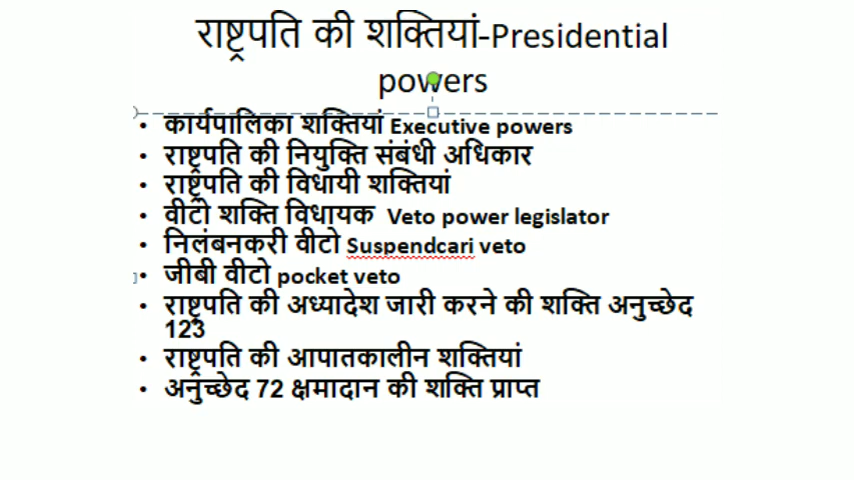 राष्ट्रपति की शक्तियां-Presidential
powers
• कार्यपालिका शक्तियां Executive powers
• राष्ट्रपति की नियुक्ति संबंधी अधिकार
• राष्ट्रपति की विधायी शक्तियां
• वीटो शक्ति विधायक Veto power legislator
• निलंबनकरी वीटो Suspendcari veto
• जीबी वीटो pocket veto
• राष्ट्रपति की अध्यादेश जारी करने की शक्ति अनुच्छेद
123
• राष्ट्रपति की आपातकालीन शक्तियां
• अनुच्छेद 72 क्षमादान की शक्ति प्राप्त